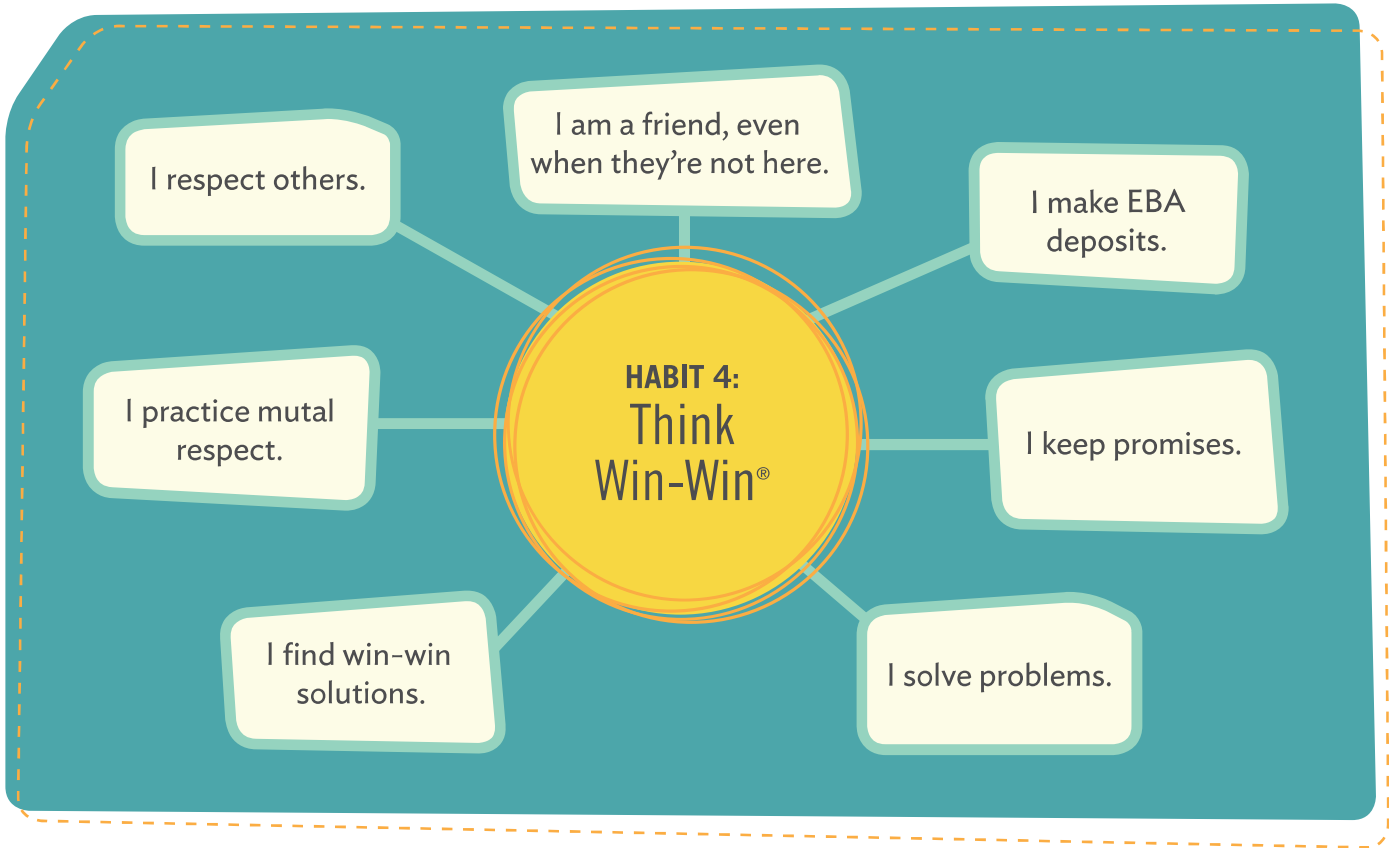 I am a friend, even
when they're not here.
I respect others.
I make EBA
deposits.
HABIT 4:
Think
Win-Win®
I practice mutal
respect.
I keep promises.
I find win-win
solutions.
I solve problems.